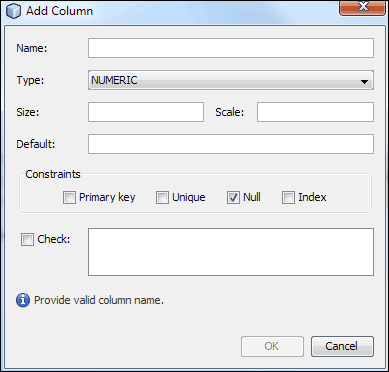 Add Column
Name:
Type: NUMERIC
Size: Scale:
Default:
Constraints
Primary key Unique Null Index
Check:
Provide valid column name.
OK Cancel